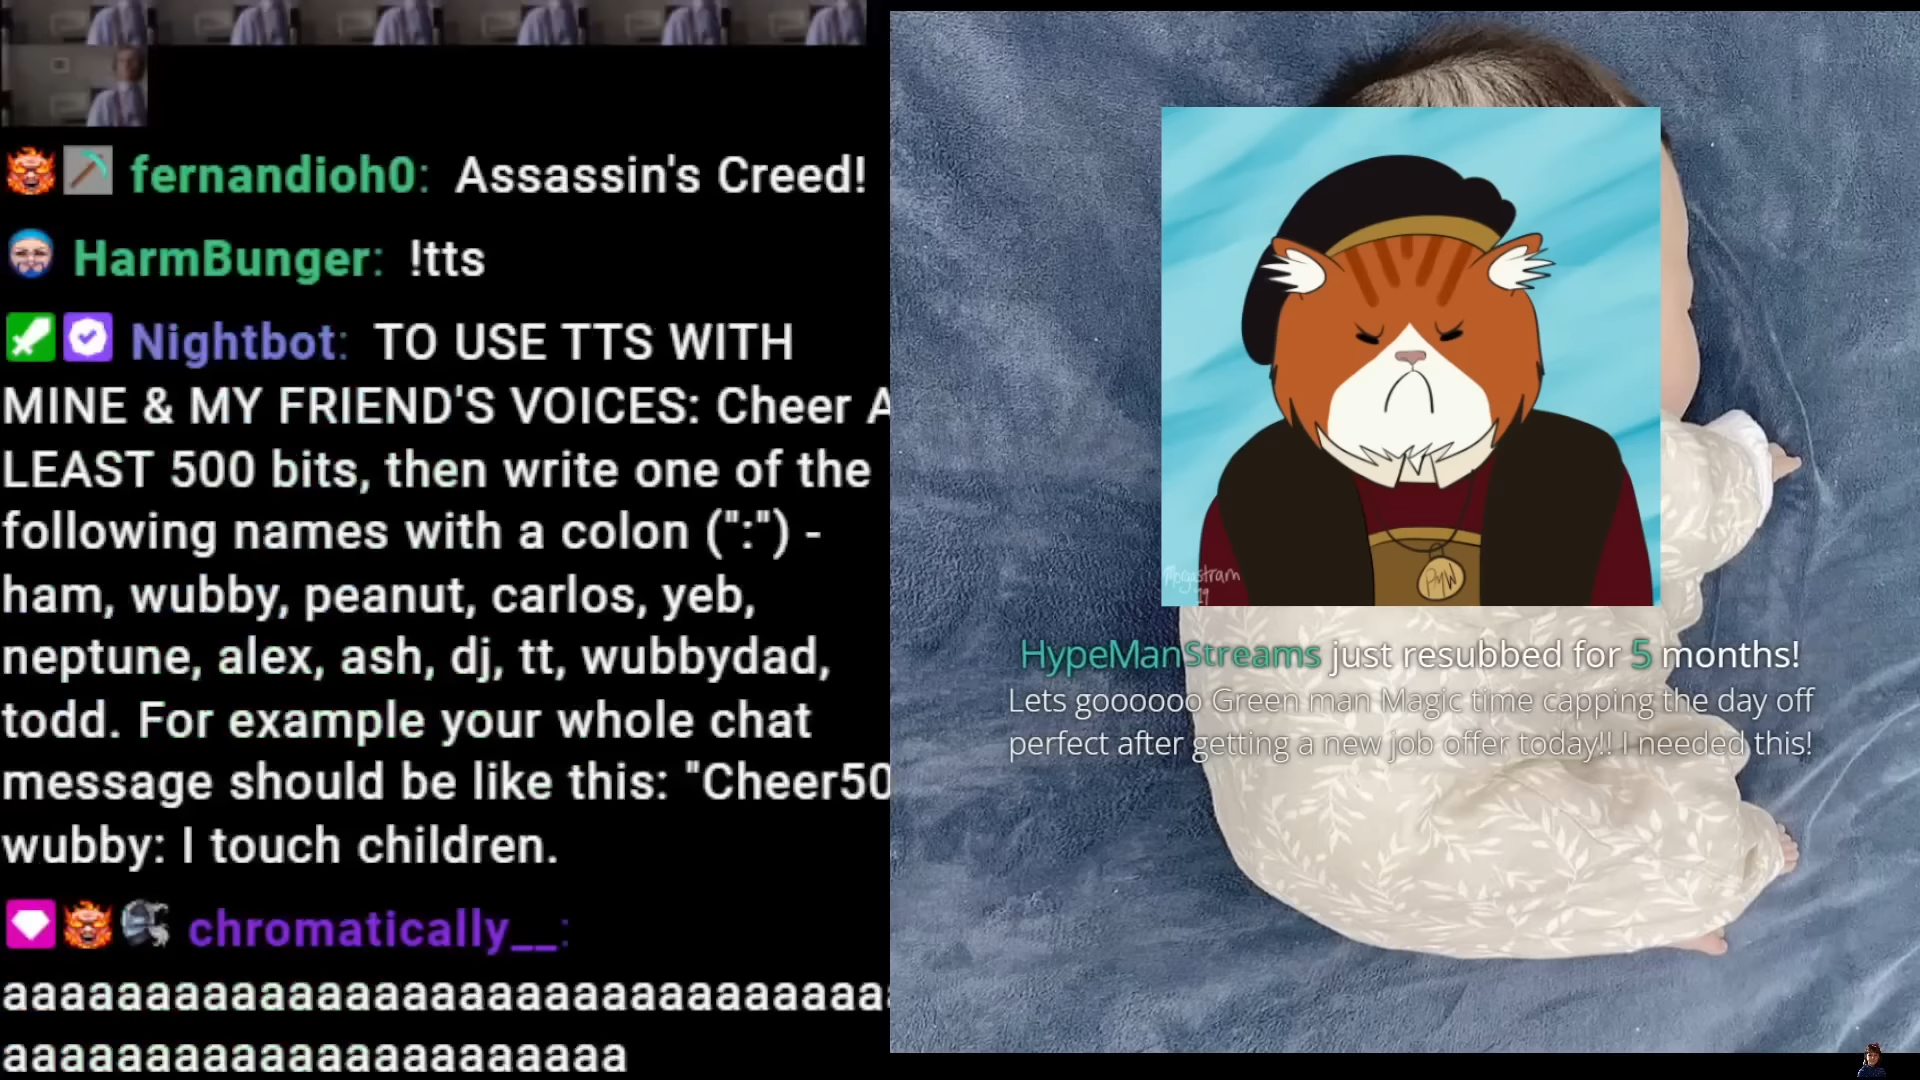 fernandioh0: Assassin's Creed!
HarmBunger: !tts
Nightbot: TO USE TTS WITH
MINE & MY FRIEND'S VOICES: Cheer A
LEAST 500 bits, then write one of the
following names with a colon (":") -
ham, wubby, peanut, carlos, yeb,
neptune, alex, ash, dj, tt, wubbydad,
todd. For example your whole chat
message should be like this: "Cheer50
wubby: I touch children.
chromatically__:
aaaaaaaaaaaaaaaaaaaaaaaaaaaaaaa
aaaaaaaaaaaaaaaaaaaaaa
PMW
HypeManStreams just resubbed for 5 months!
Lets goooooo Green man Magic time capping the day off
perfect after getting a new job offer today!! I needed this!